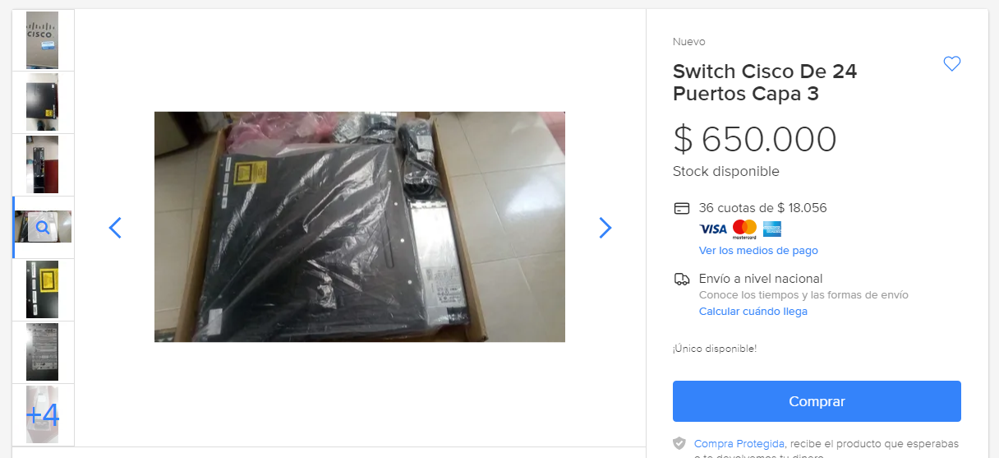 CISCO
Nuevo
Switch Cisco De 24
Puertos Capa 3
$ 650.000
Stock disponible
36 cuotas de $ 18.056
VISA
mastercard
Ver los medios de pago
Envío a nivel nacional
Conoce los tiempos y las formas de envío
Calcular cuándo llega
¡Único disponible!
Comprar
Compra Protegida, recibe el producto que esperabas
o te devolvemos tu dinero
+4